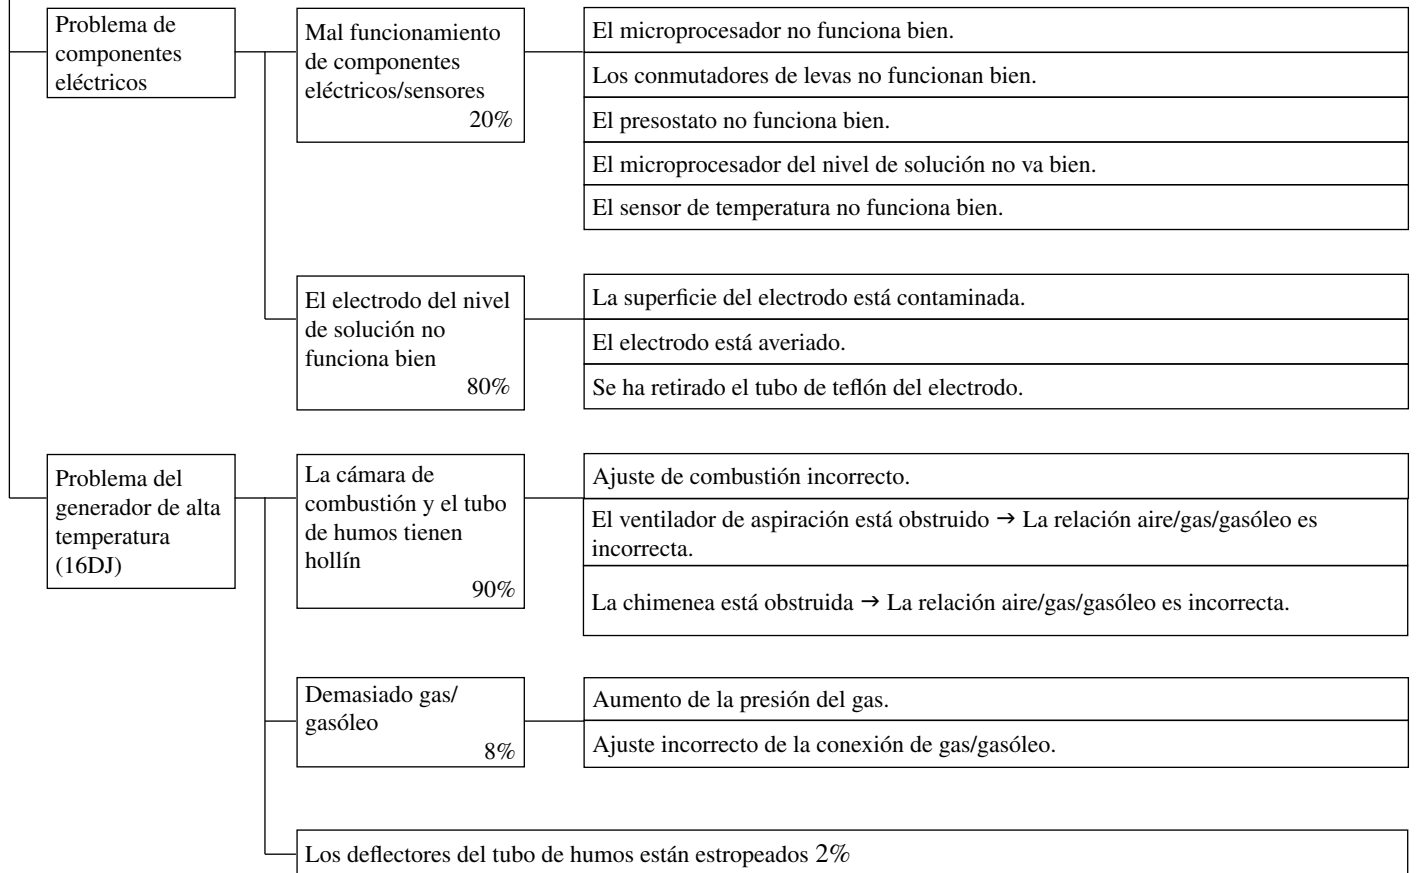 Problema de
componentes
eléctricos
Mal funcionamiento
de componentes
eléctricos/sensores
20%
El microprocesador no funciona bien.
Los conmutadores de levas no funcionan bien.
El presostato no funciona bien.
El microprocesador del nivel de solución no va bien.
El sensor de temperatura no funciona bien.
El electrodo del nivel
de solución no
funciona bien
80%
La superficie del electrodo está contaminada.
El electrodo está averiado.
Se ha retirado el tubo de teflón del electrodo.
Problema del
generador de alta
temperatura
(16DJ)
La cámara de
combustión y el tubo
de humos tienen
hollín
90%
Ajuste de combustión incorrecto.
El ventilador de aspiración está obstruido → La relación aire/gas/gasóleo es
incorrecta.
La chimenea está obstruida → La relación aire/gas/gasóleo es incorrecta.
Demasiado gas/
gasóleo
8%
Aumento de la presión del gas.
Ajuste incorrecto de la conexión de gas/gasóleo.
Los deflectores del tubo de humos están estropeados 2%